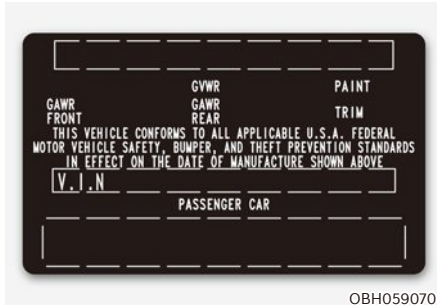 GVWR PAINT
GAWR FRONT GAWR REAR TRIM
THIS VEHICLE CONFORMS TO ALL APPLICABLE U.S.A. FEDERAL
MOTOR VEHICLE SAFETY, BUMPER, AND THEFT PREVENTION STANDARDS
IN EFFECT ON THE DATE OF MANUFACTURE SHOWN ABOVE
V.I.N
PASSENGER CAR
OBH059070